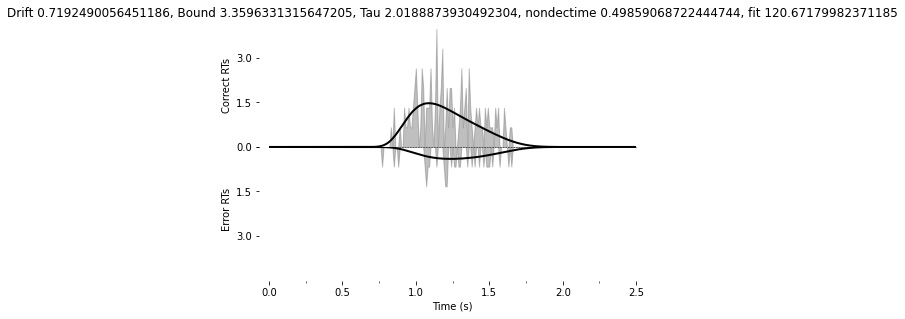 Drift 0.7192490056451186, Bound 3.3596331315647205, Tau 2.0188873930492304, nondectime 0.49859068722444744, fit 120.67179982371185
3.0
1.5
0.0
1.5
3.0
Correct RTs
Error RTs
0.0 0.5 1.0 1.5 2.0 2.5
Time (s)